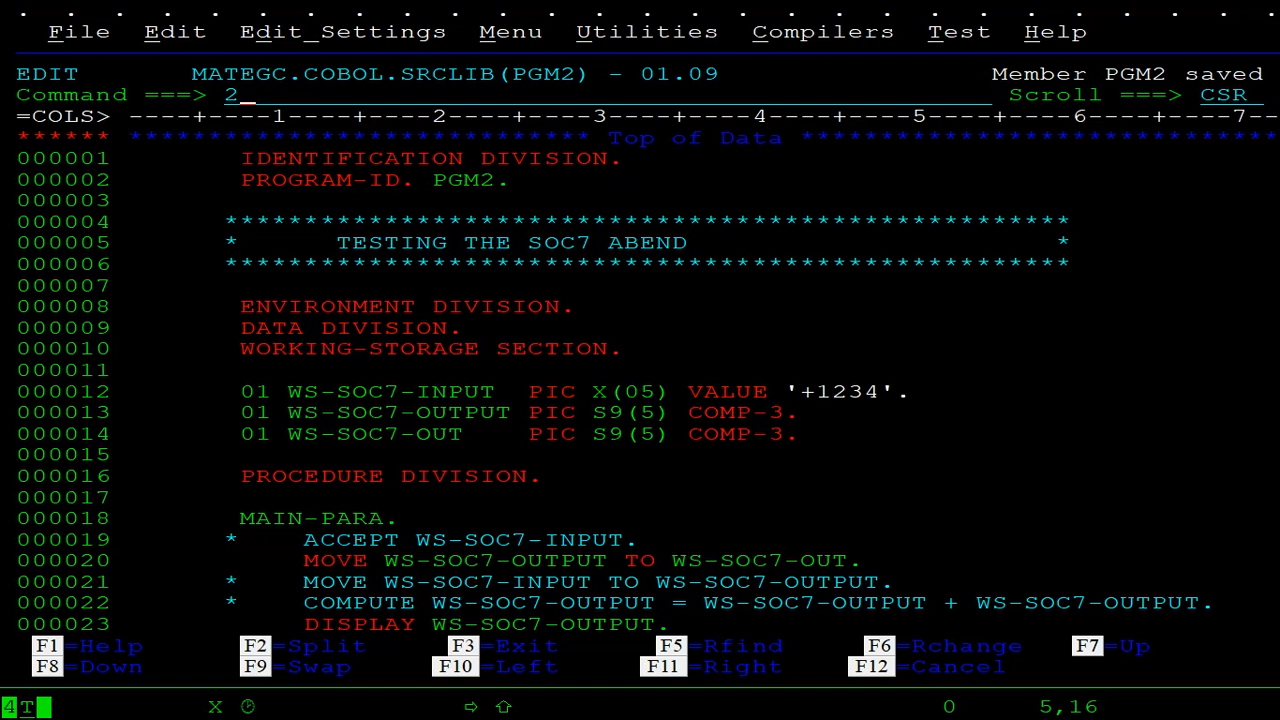 File Edit Edit_Settings Menu Utilities Compilers Test Help
EDIT MATEGC.COBOL.SRCLIB(PGM2) - 01.09 Member PGM2 saved
Command ===> 2_ Scroll ===> CSR
=COLS> ----+----1----+----2----+----3----+----4----+----5----+----6----+----7--
****** ***************************** Top of Data ******************************
000001 IDENTIFICATION DIVISION.
000002 PROGRAM-ID. PGM2.
000003
000004 *****************************************************
000005 * TESTING THE SOC7 ABEND *
000006 *****************************************************
000007
000008 ENVIRONMENT DIVISION.
000009 DATA DIVISION.
000010 WORKING-STORAGE SECTION.
000011
000012 01 WS-SOC7-INPUT PIC X(05) VALUE '+1234'.
000013 01 WS-SOC7-OUTPUT PIC S9(5) COMP-3.
000014 01 WS-SOC7-OUT PIC S9(5) COMP-3.
000015
000016 PROCEDURE DIVISION.
000017
000018 MAIN-PARA.
000019 * ACCEPT WS-SOC7-INPUT.
000020 MOVE WS-SOC7-OUTPUT TO WS-SOC7-OUT.
000021 * MOVE WS-SOC7-INPUT TO WS-SOC7-OUTPUT.
000022 * COMPUTE WS-SOC7-OUTPUT = WS-SOC7-OUTPUT + WS-SOC7-OUTPUT.
000023 DISPLAY WS-SOC7-OUTPUT.
F1=Help F2=Split F3=Exit F5=Rfind F6=Rchange F7=Up
F8=Down F9=Swap F10=Left F11=Right F12=Cancel
4T X 0 5,16